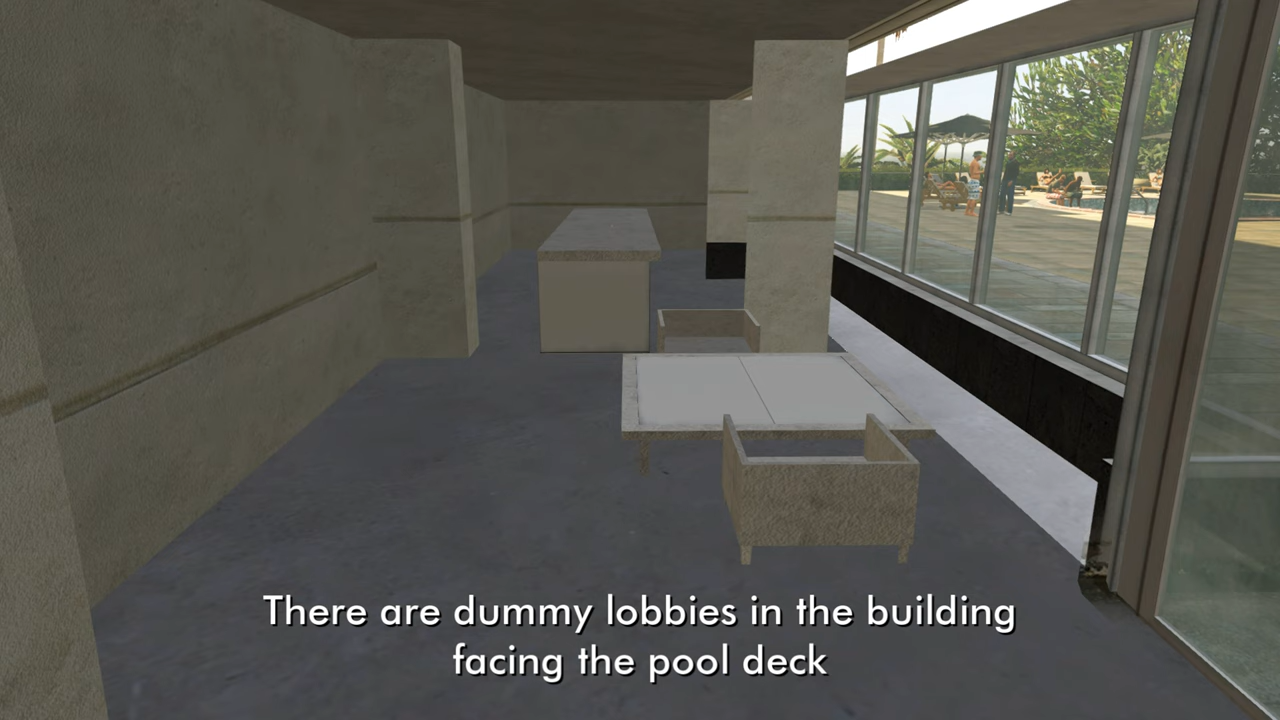 There are dummy lobbies in the building
facing the pool deck